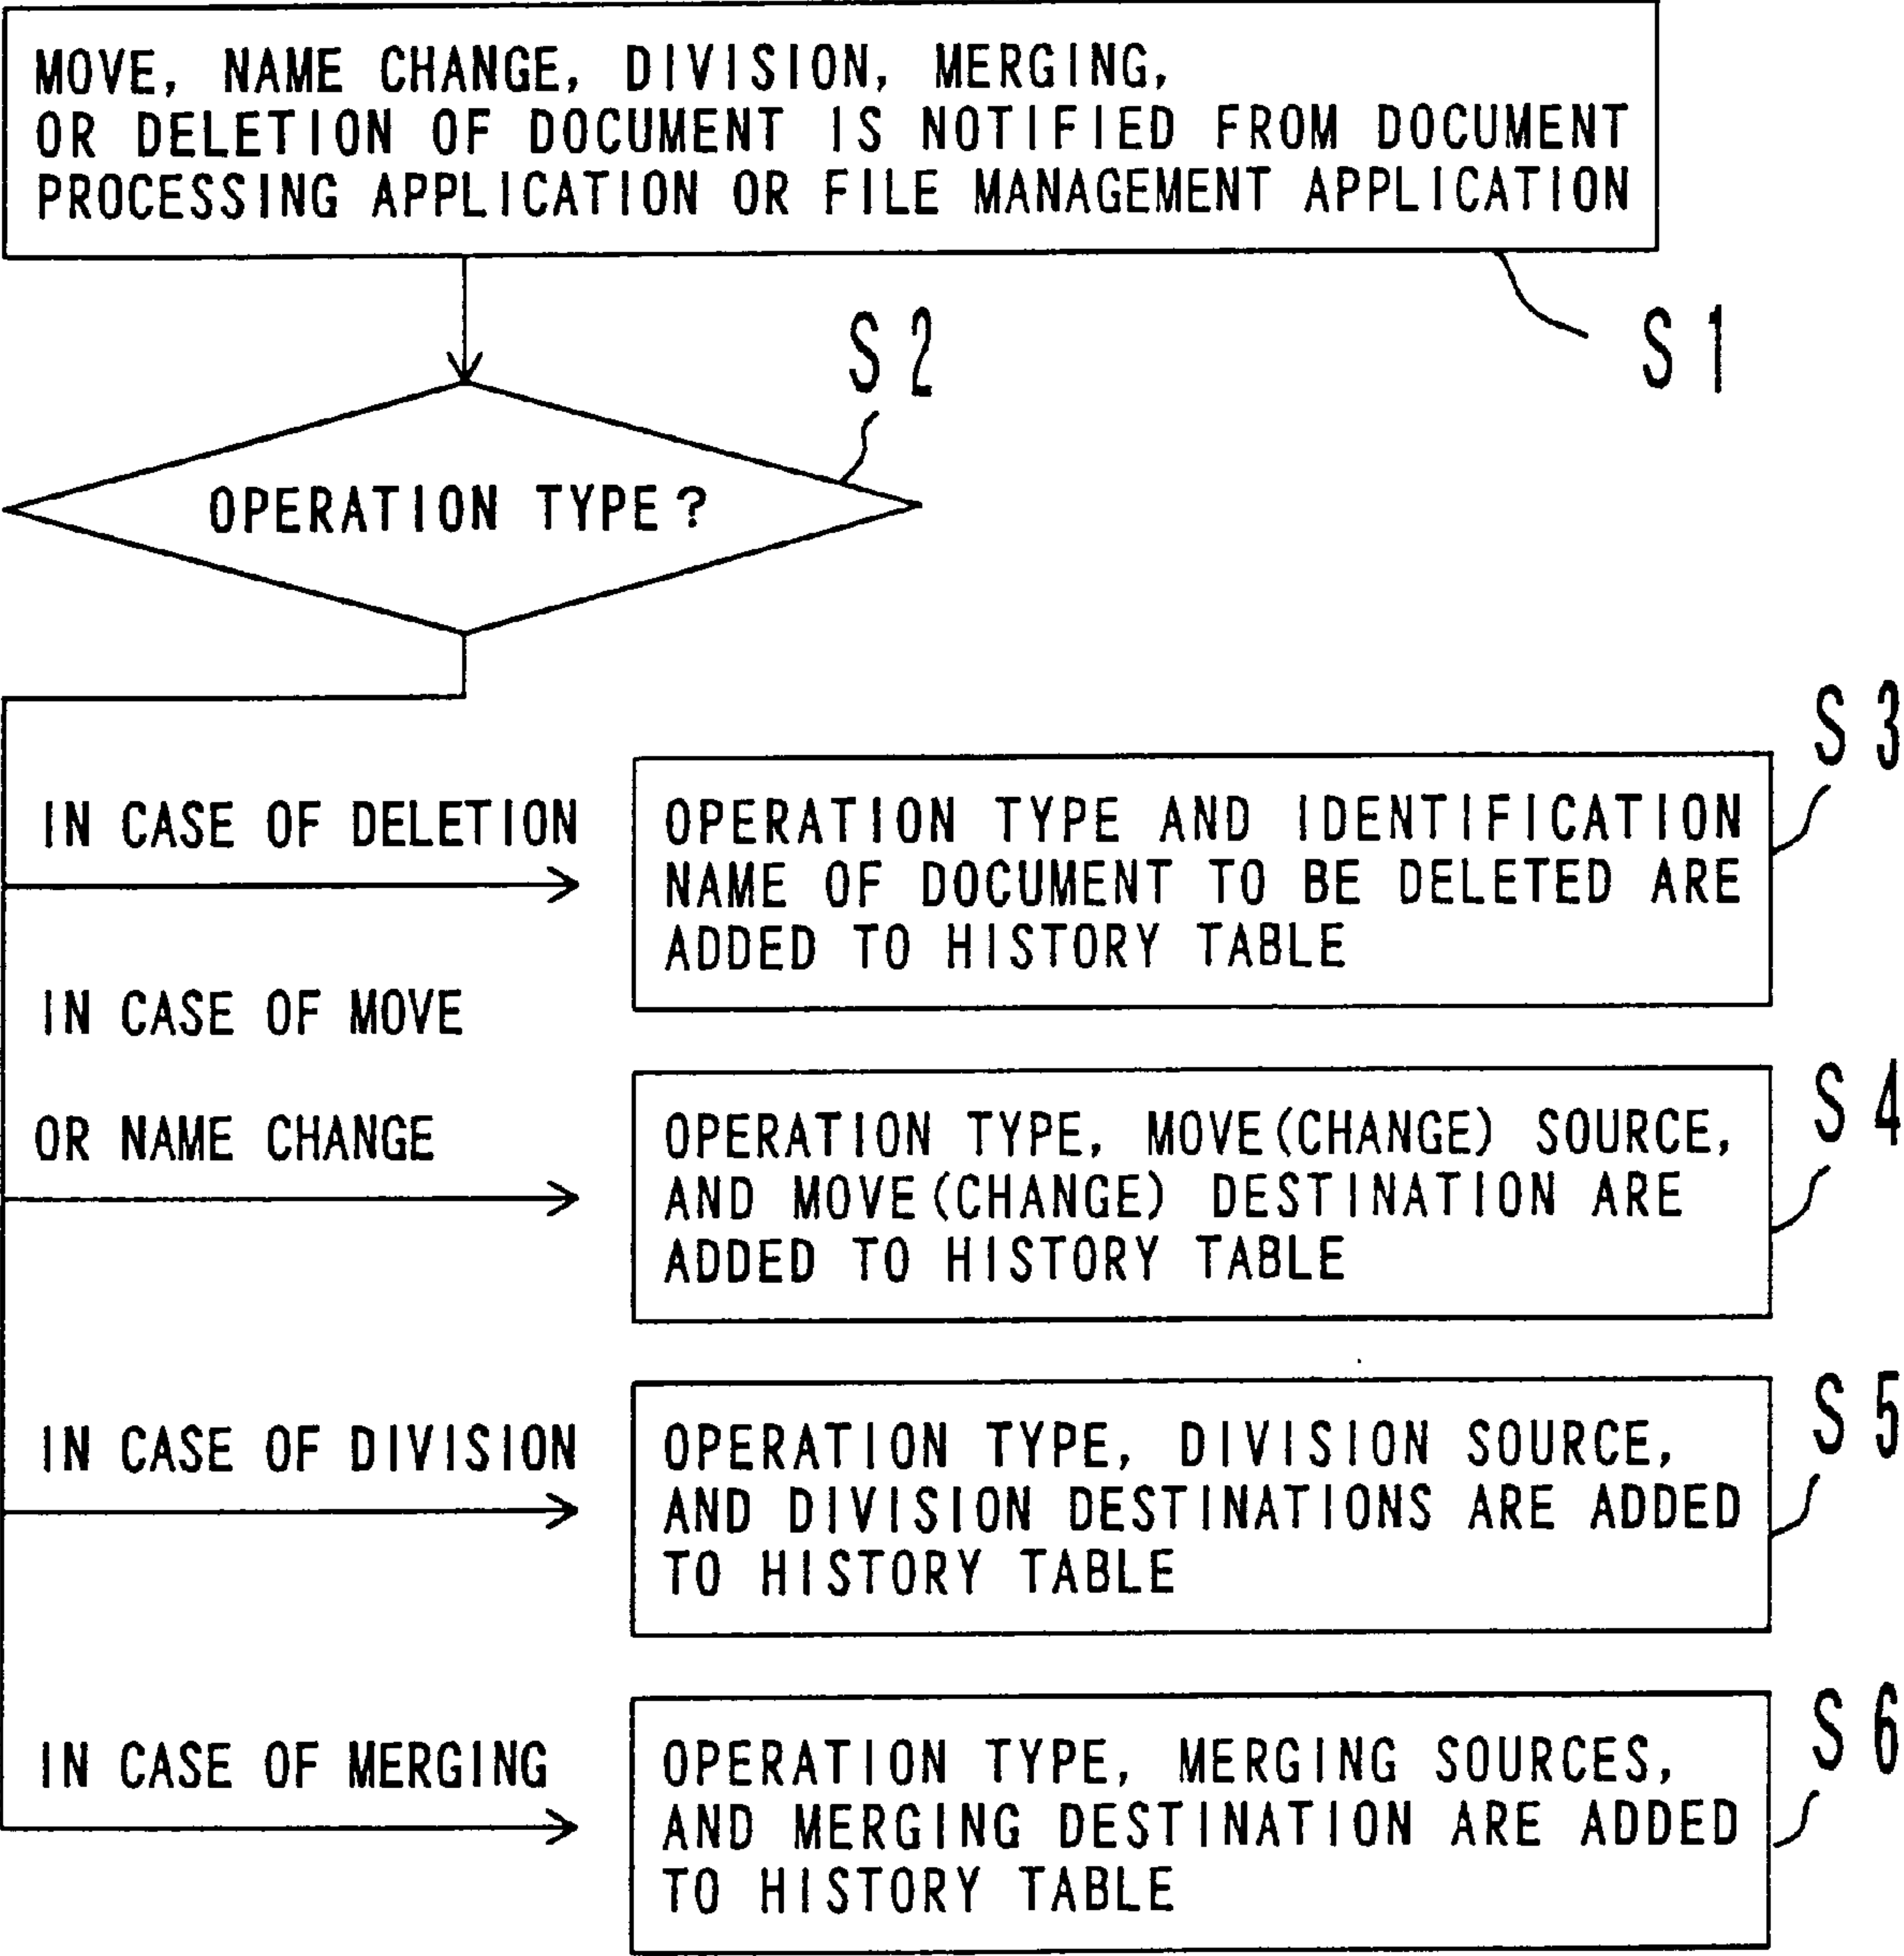 MOVE, NAME CHANGE, DIVISION, MERGING,
OR DELETION OF DOCUMENT IS NOTIFIED FROM DOCUMENT
PROCESSING APPLICATION OR FILE MANAGEMENT APPLICATION
S1
S2
OPERATION TYPE?
S3
IN CASE OF DELETION
OPERATION TYPE AND IDENTIFICATION
NAME OF DOCUMENT TO BE DELETED ARE
ADDED TO HISTORY TABLE
IN CASE OF MOVE
OR NAME CHANGE
S4
OPERATION TYPE, MOVE(CHANGE) SOURCE,
AND MOVE(CHANGE) DESTINATION ARE
ADDED TO HISTORY TABLE
S5
IN CASE OF DIVISION
OPERATION TYPE, DIVISION SOURCE,
AND DIVISION DESTINATIONS ARE ADDED
TO HISTORY TABLE
S6
IN CASE OF MERGING
OPERATION TYPE, MERGING SOURCES,
AND MERGING DESTINATION ARE ADDED
TO HISTORY TABLE